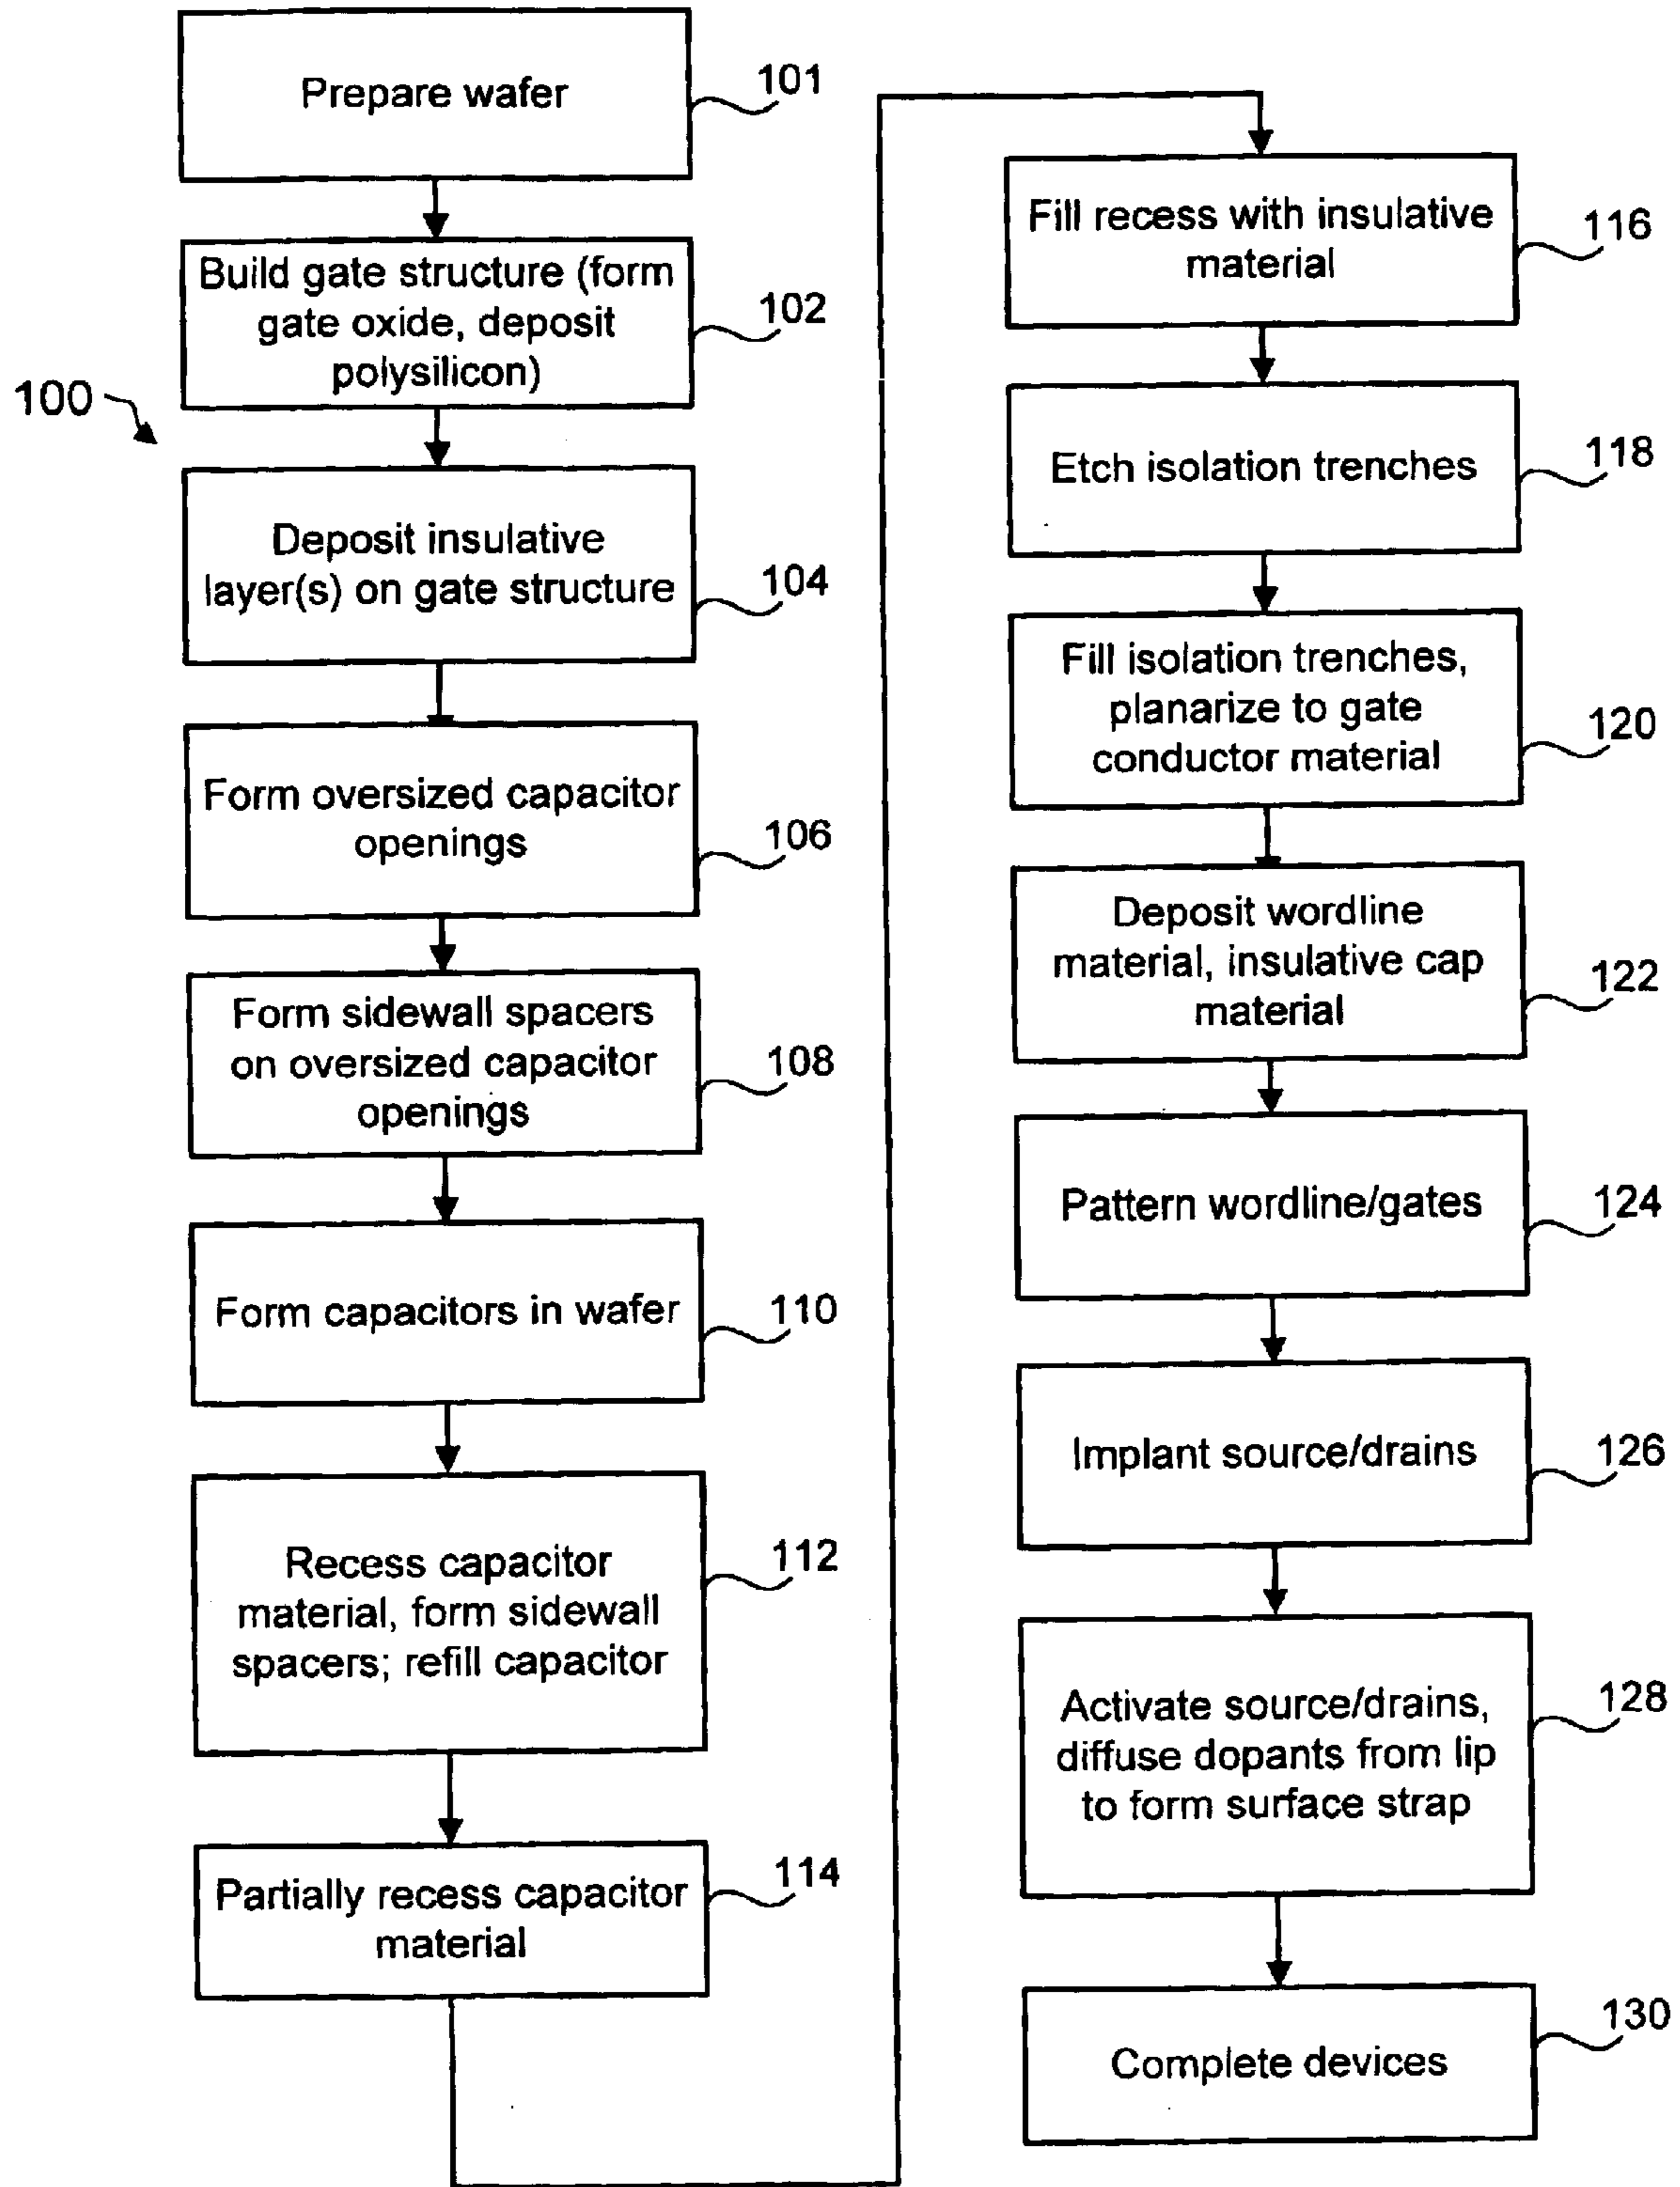 Prepare wafer
101
Build gate structure (form
gate oxide, deposit
polysilicon)
102
100
Deposit insulative
layer(s) on gate structure
104
Form oversized capacitor
openings
106
Form sidewall spacers
on oversized capacitor
openings
108
Form capacitors in wafer
110
Recess capacitor
material, form sidewall
spacers; refill capacitor
112
Partially recess capacitor
material
114
Fill recess with insulative
material
116
Etch isolation trenches
118
Fill isolation trenches,
planarize to gate
conductor material
120
Deposit wordline
material, insulative cap
material
122
Pattern wordline/gates
124
Implant source/drains
126
Activate source/drains,
diffuse dopants from lip
to form surface strap
128
Complete devices
130